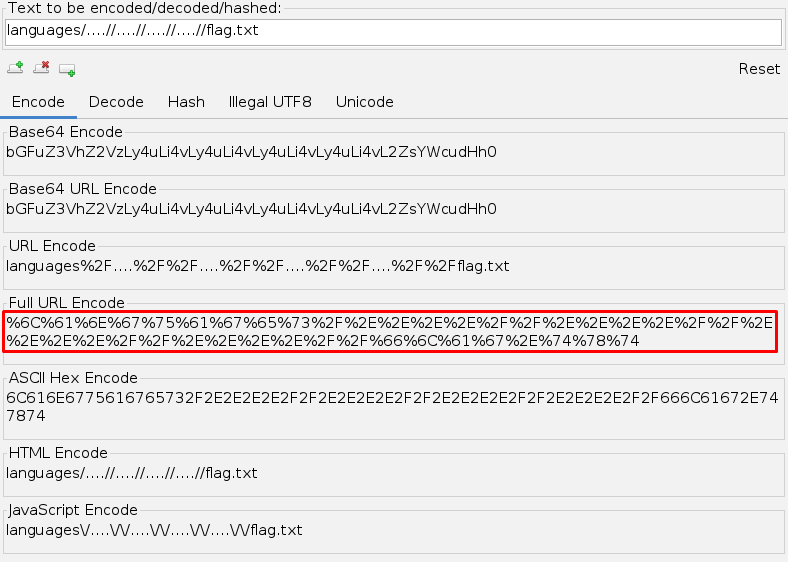 Text to be encoded/decoded/hashed:
languages/....//....//....//....//flag.txt
Reset
Encode Decode Hash Illegal UTF8 Unicode
Base64 Encode
bGFuZ3VhZ2VzLy4uLi4vLy4uLi4vLy4uLi4vLy4uLi4vL2ZsYWcudHh0
Base64 URL Encode
bGFuZ3VhZ2VzLy4uLi4vLy4uLi4vLy4uLi4vLy4uLi4vL2ZsYWcudHh0
URL Encode
languages%2F....%2F%2F....%2F%2F....%2F%2F....%2F%2Fflag.txt
Full URL Encode
%6C%61%6E%67%75%61%67%65%73%2F%2E%2E%2E%2E%2F%2F%2E%2E%2E%2E%2F%2F%2E
%2E%2E%2E%2F%2F%2E%2E%2E%2E%2F%2F%66%6C%61%67%2E%74%78%74
ASCII Hex Encode
6C616E6775616765732F2E2E2E2E2F2F2E2E2E2E2F2F2E2E2E2E2F2F2E2E2E2E2F2F666C61672E74
7874
HTML Encode
languages/....//....//....//....//flag.txt
JavaScript Encode
languages\/....\/\/....\/\/....\/\/....\/\/flag.txt